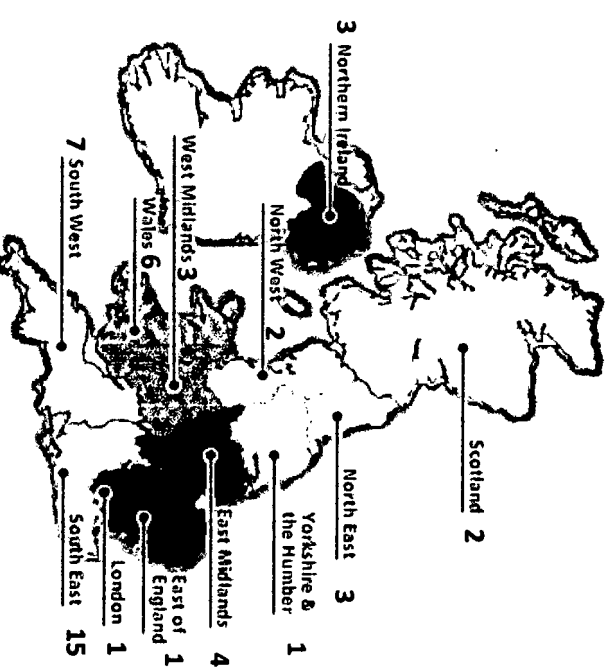 Scotland 2
3 Northern Ireland
North East 3
North West 2
Yorkshire &
the Humber 1
West Midlands 3
East Midlands 4
Wales 6
East of
England 1
London 1
7 South West
South East 15